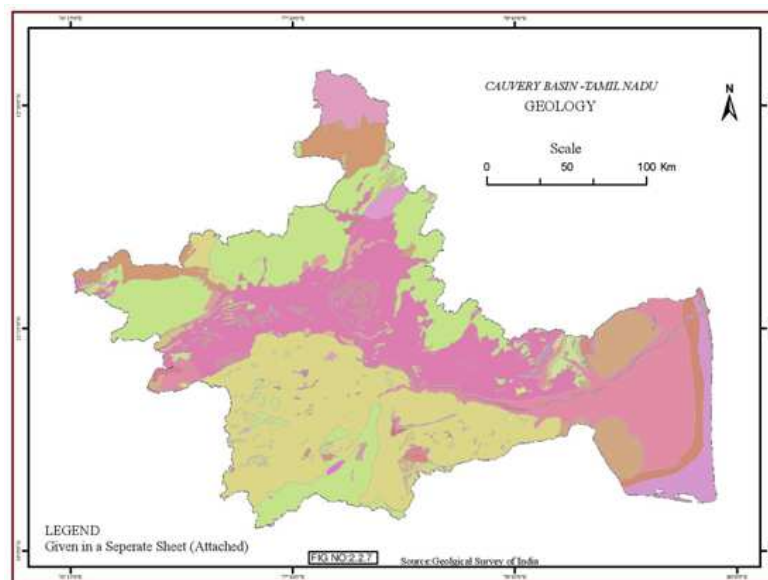 CAUVERY BASIN -TAMIL NADU
GEOLOGY
N
Scale
0 50 100 Km
LEGEND
Given in a Seperate Sheet (Attached)
FIG NO:2.2.7
Source:Geolgical Survey of India